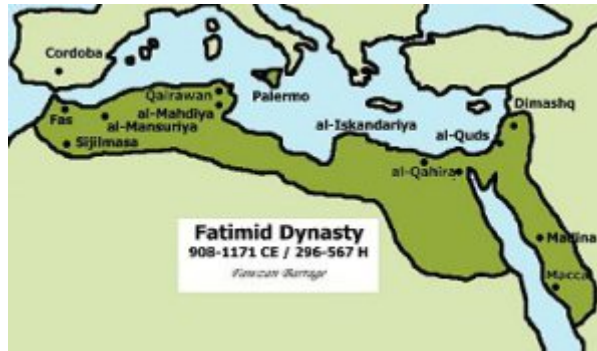 Cordoba
Qairawan
Palermo
Dimashq
Fas
al-Mahdiya
al-Iskandariya
al-Quds
al-Mansuriya
Sijilmasa
al-Qahira
Fatimid Dynasty
908-1171 CE / 296-567 H
Fawzan Barrage
Madina
Macca